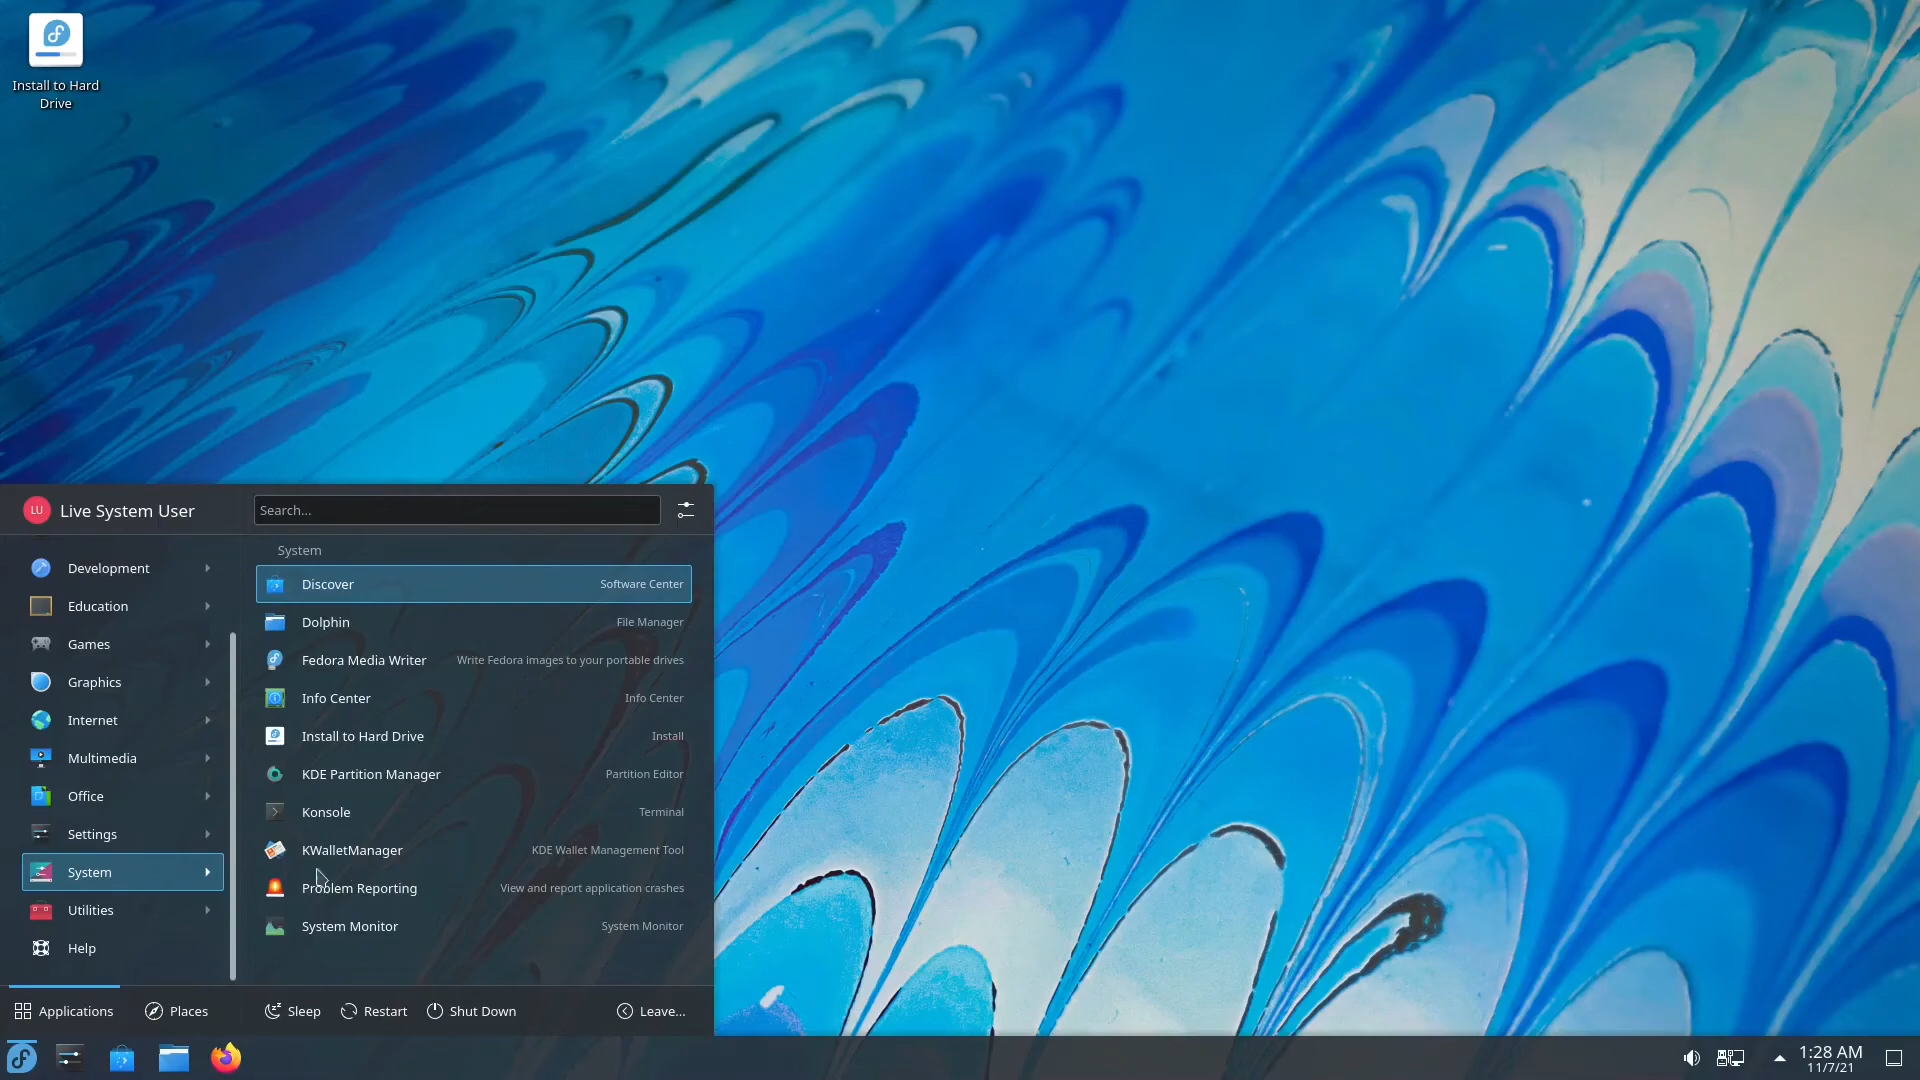 Install to Hard
Drive
LU
Live System User
Search...
Development
Education
Games
Graphics
Internet
Multimedia
Office
Settings
System
Utilities
Help
System
Discover Software Center
Dolphin File Manager
Fedora Media Writer Write Fedora images to your portable drives
Info Center Info Center
Install to Hard Drive Install
KDE Partition Manager Partition Editor
Konsole Terminal
KWalletManager KDE Wallet Management Tool
Problem Reporting View and report application crashes
System Monitor System Monitor
Applications Places Sleep Restart Shut Down Leave...
1:28 AM
11/7/21